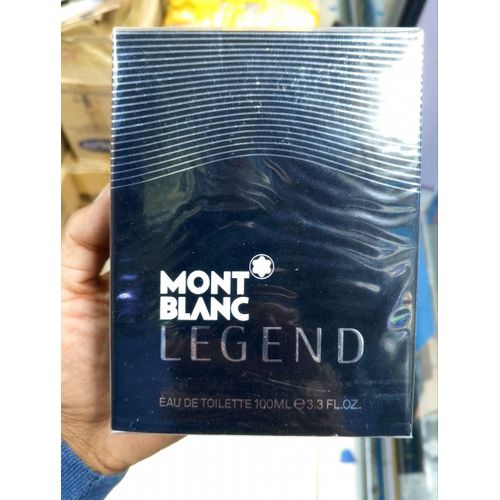 MONT
BLANC
LEGEND
EAU DE TOILETTE 100ML ℮ 3.3 FL.OZ.